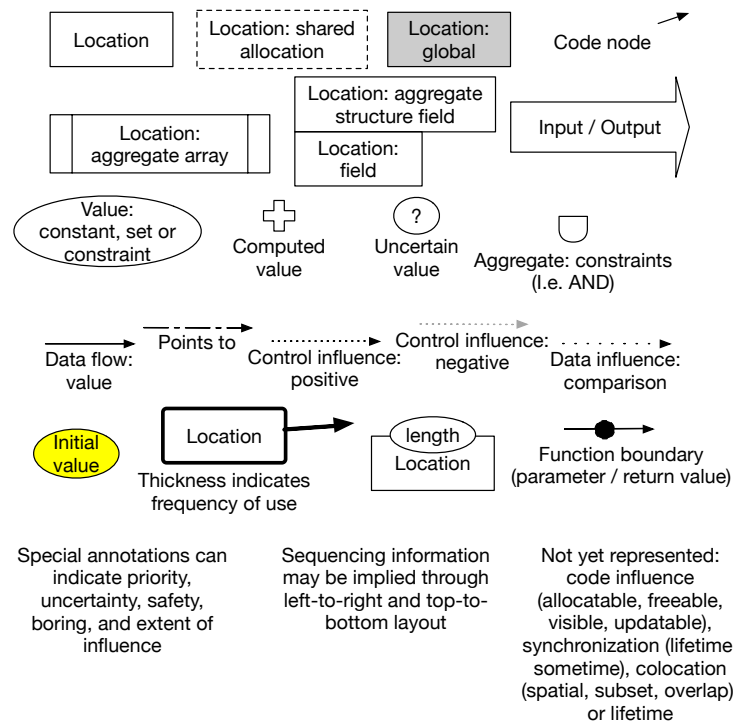 Location
Location: shared
allocation
Location:
global
Code node
Location:
aggregate array
Location: aggregate
structure field
Location:
field
Input / Output
Value:
constant, set or
constraint
Computed
value
?
Uncertain
value
Aggregate: constraints
(I.e. AND)
Data flow:
value
Points to
Control influence:
positive
Control influence:
negative
Data influence:
comparison
Initial
value
Location
Thickness indicates
frequency of use
length
Location
Function boundary
(parameter / return value)
Special annotations can
indicate priority,
uncertainty, safety,
boring, and extent of
influence
Sequencing information
may be implied through
left-to-right and top-to-
bottom layout
Not yet represented:
code influence
(allocatable, freeable,
visible, updatable),
synchronization (lifetime
sometime), colocation
(spatial, subset, overlap)
or lifetime